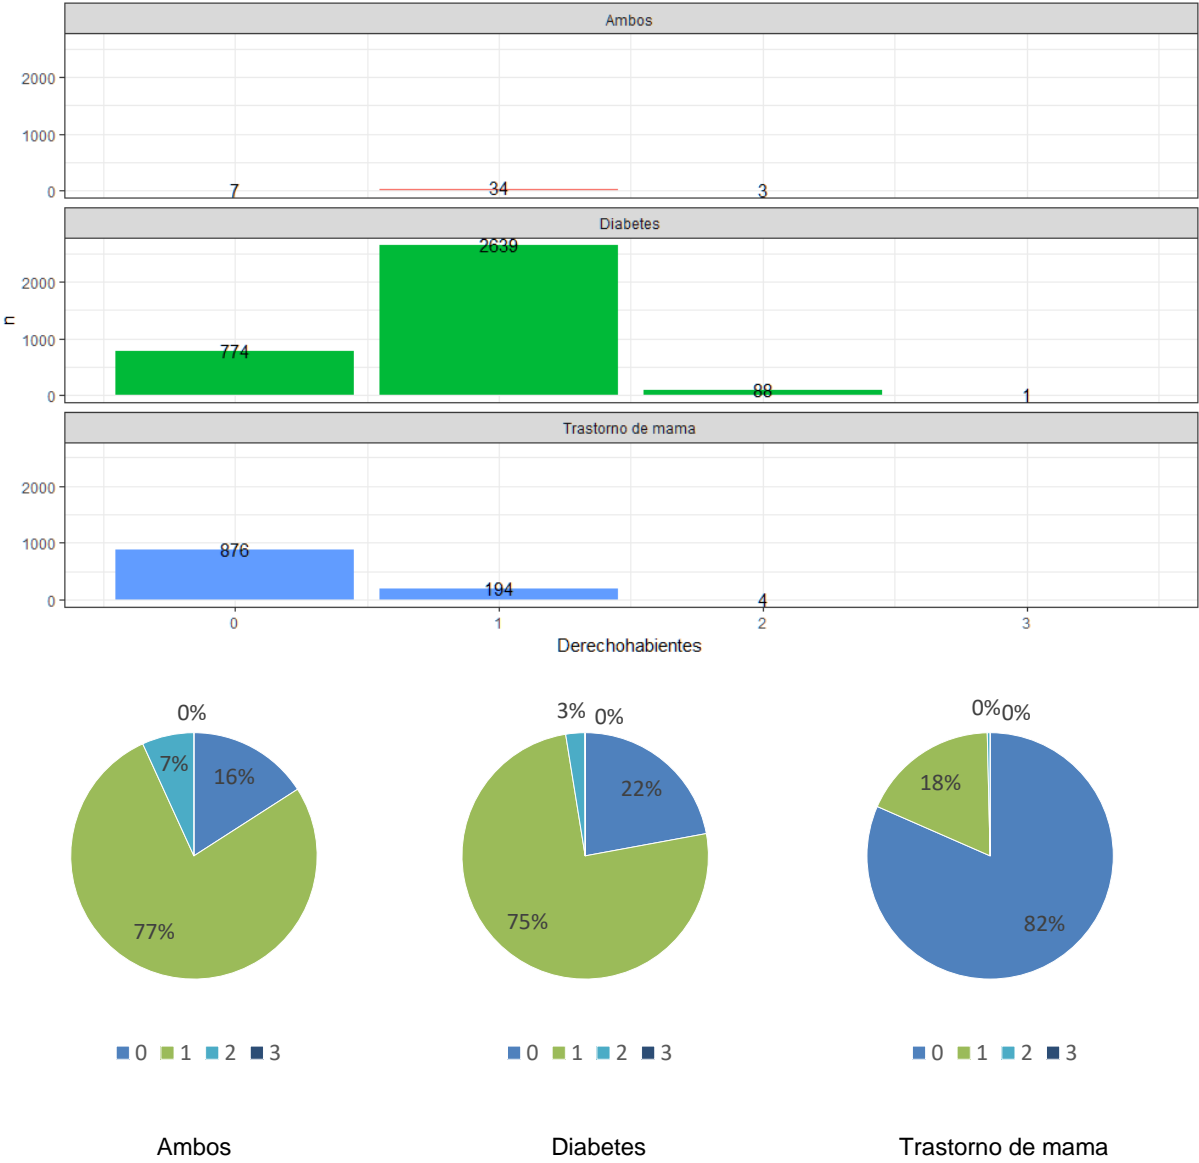 Ambos
2000
1000
0
7 34 3
Diabetes
n
2000
1000
0
774 2639 88 1
Trastorno de mama
2000
1000
0
876 194 4
0 1 2 3
Derechohabientes
0% 3% 0% 0% 0%
7% 16% 22% 18%
77% 75% 82%
0 1 2 3 0 1 2 3 0 1 2 3
Ambos Diabetes Trastorno de mama